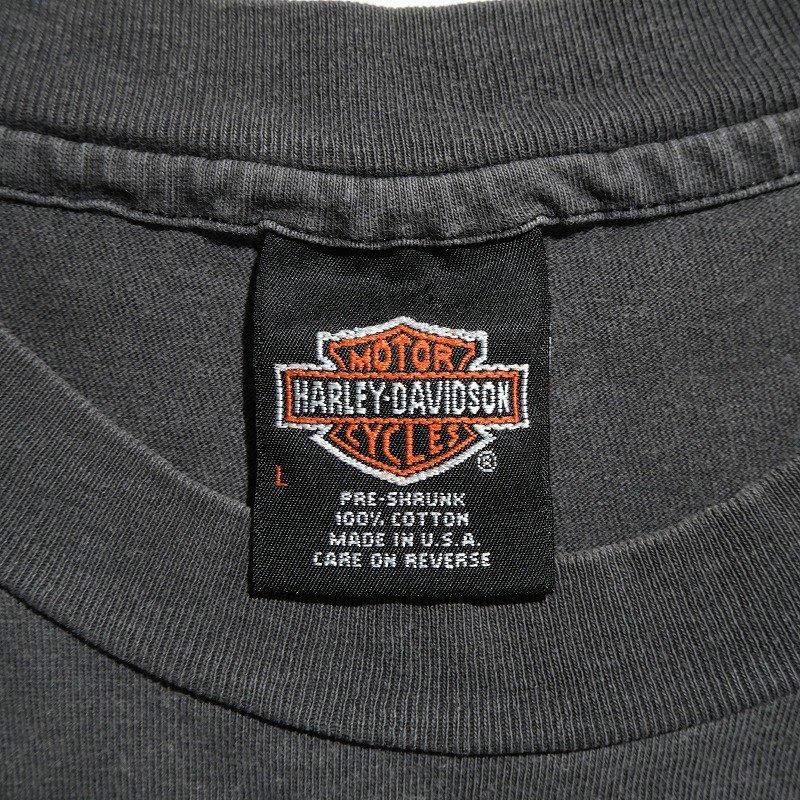 MOTOR
HARLEY-DAVIDSON
CYCLES
®
L
PRE-SHRUNK
100% COTTON
MADE IN U.S.A.
CARE ON REVERSE